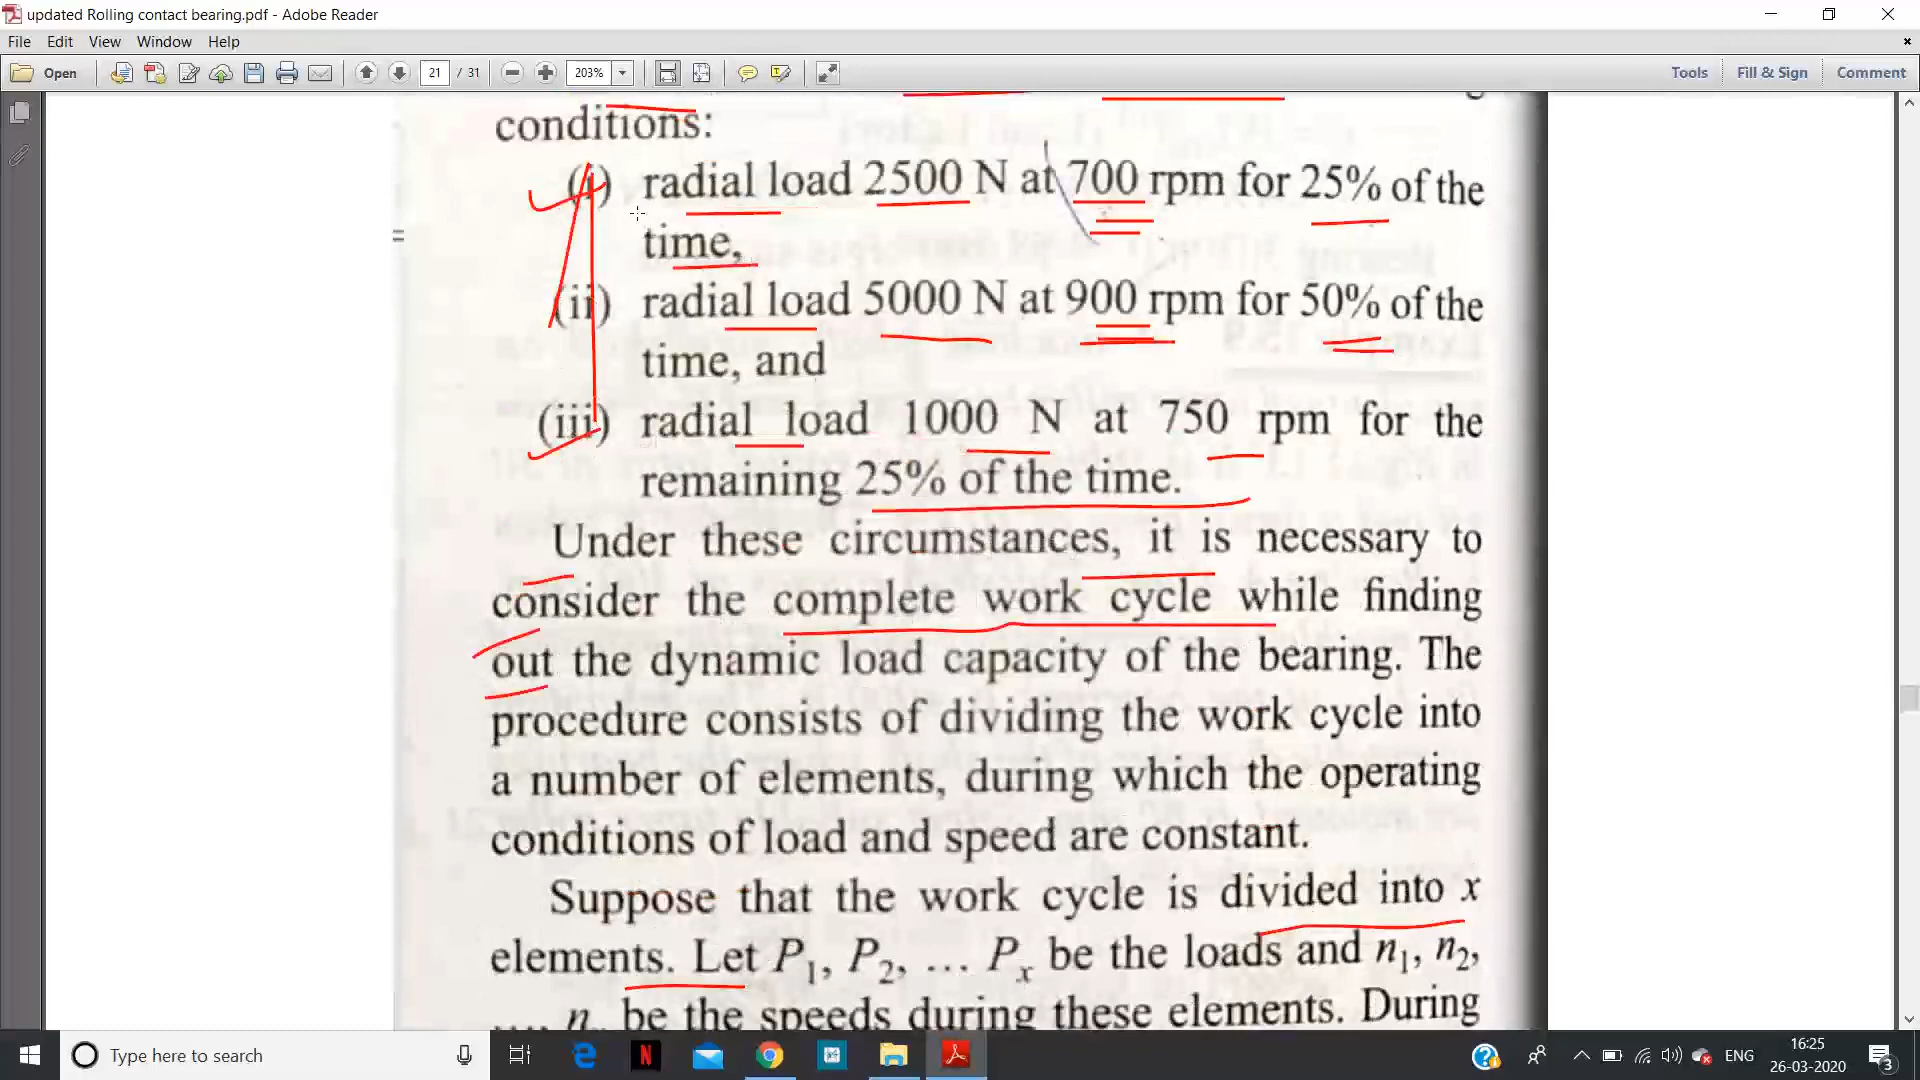 updated Rolling contact bearing.pdf - Adobe Reader
File Edit View Window Help
Open 21 / 31 203% Tools Fill & Sign Comment
conditions:
(i) radial load 2500 N at 700 rpm for 25% of the
time,
(ii) radial load 5000 N at 900 rpm for 50% of the
time, and
(iii) radial load 1000 N at 750 rpm for the
remaining 25% of the time.
Under these circumstances, it is necessary to
consider the complete work cycle while finding
out the dynamic load capacity of the bearing. The
procedure consists of dividing the work cycle into
a number of elements, during which the operating
conditions of load and speed are constant.
Suppose that the work cycle is divided into x
elements. Let P1, P2, ... Px be the loads and n1, n2,
..., n be the speeds during these elements. During
Type here to search
ENG
16:25
26-03-2020
3